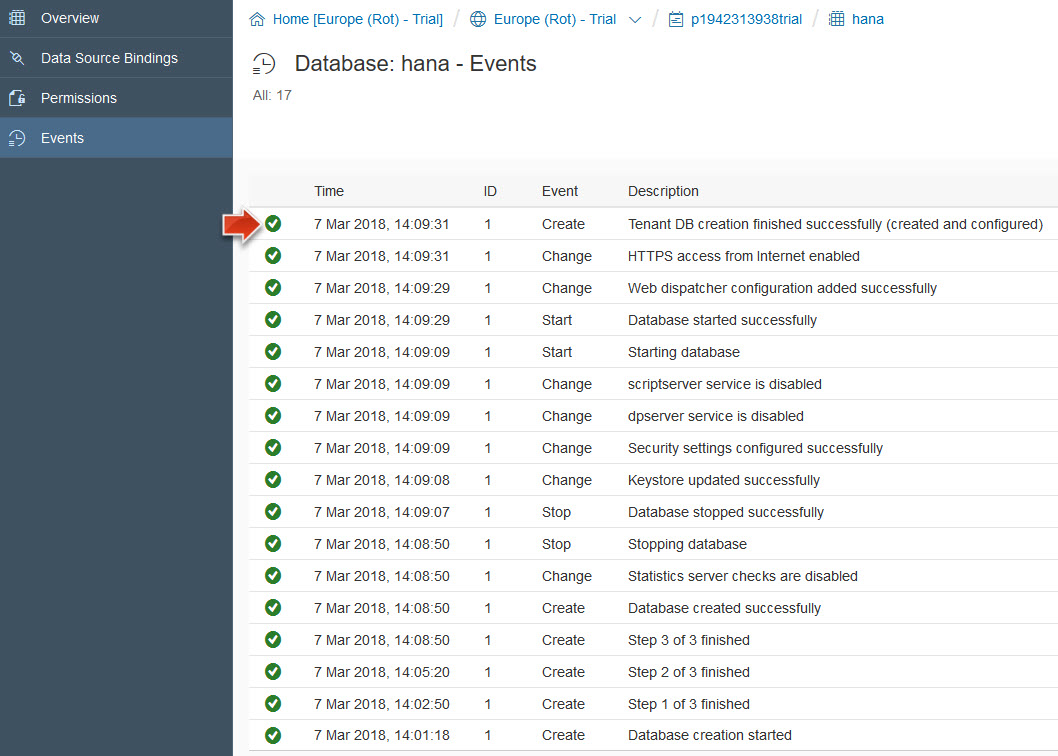 Overview
Data Source Bindings
Permissions
Events
Home [Europe (Rot) - Trial] / Europe (Rot) - Trial / p1942313938trial / hana
Database: hana - Events
All: 17
Time ID Event Description
7 Mar 2018, 14:09:31 1 Create Tenant DB creation finished successfully (created and configured)
7 Mar 2018, 14:09:31 1 Change HTTPS access from Internet enabled
7 Mar 2018, 14:09:29 1 Change Web dispatcher configuration added successfully
7 Mar 2018, 14:09:29 1 Start Database started successfully
7 Mar 2018, 14:09:09 1 Start Starting database
7 Mar 2018, 14:09:09 1 Change scriptserver service is disabled
7 Mar 2018, 14:09:09 1 Change dpserver service is disabled
7 Mar 2018, 14:09:09 1 Change Security settings configured successfully
7 Mar 2018, 14:09:08 1 Change Keystore updated successfully
7 Mar 2018, 14:09:07 1 Stop Database stopped successfully
7 Mar 2018, 14:08:50 1 Stop Stopping database
7 Mar 2018, 14:08:50 1 Change Statistics server checks are disabled
7 Mar 2018, 14:08:50 1 Create Database created successfully
7 Mar 2018, 14:08:50 1 Create Step 3 of 3 finished
7 Mar 2018, 14:05:20 1 Create Step 2 of 3 finished
7 Mar 2018, 14:02:50 1 Create Step 1 of 3 finished
7 Mar 2018, 14:01:18 1 Create Database creation started